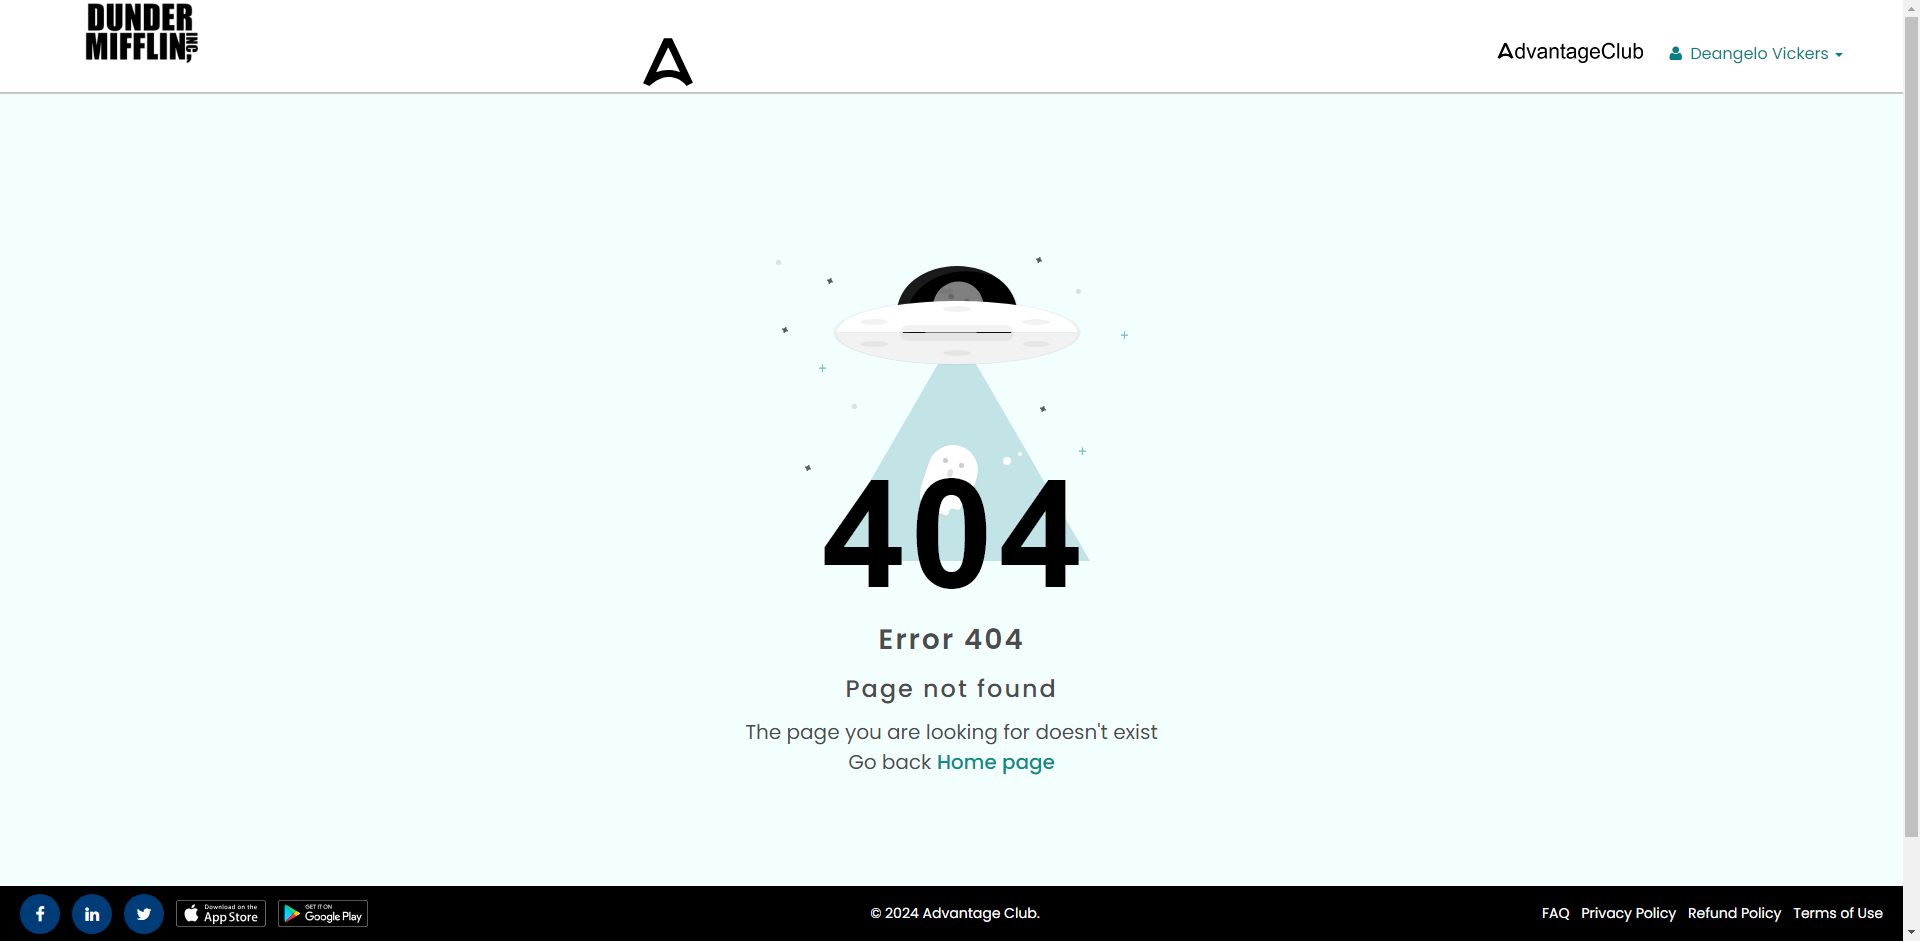 DUNDER
MIFFLIN, INC
AdvantageClub
Deangelo Vickers
404
Error 404
Page not found
The page you are looking for doesn't exist
Go back Home page
Download on the
App Store
GET IT ON
Google Play
© 2024 Advantage Club.
FAQ Privacy Policy Refund Policy Terms of Use